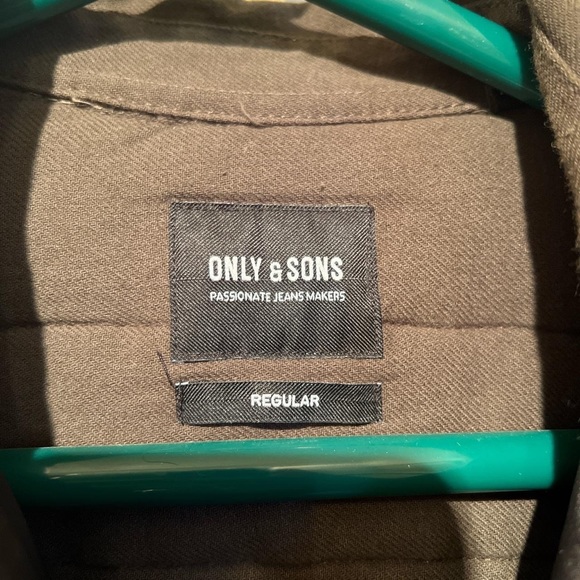 ONLY & SONS
PASSIONATE JEANS MAKERS
REGULAR